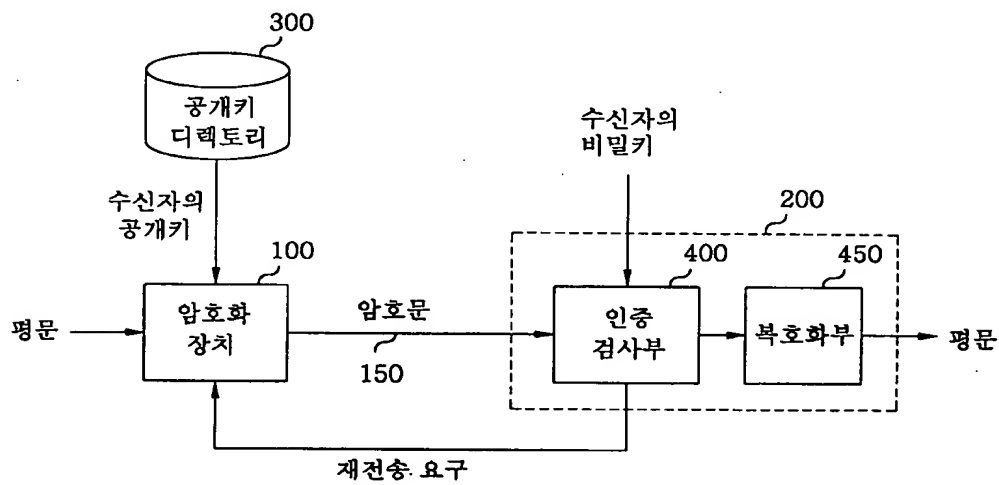 300
공개키
디렉토리
수신자의
비밀키
수신자의
공개키
200
100
400
450
평문
암호화
장치
암호문
150
인증
검사부
복호화부
평문
재전송 요구